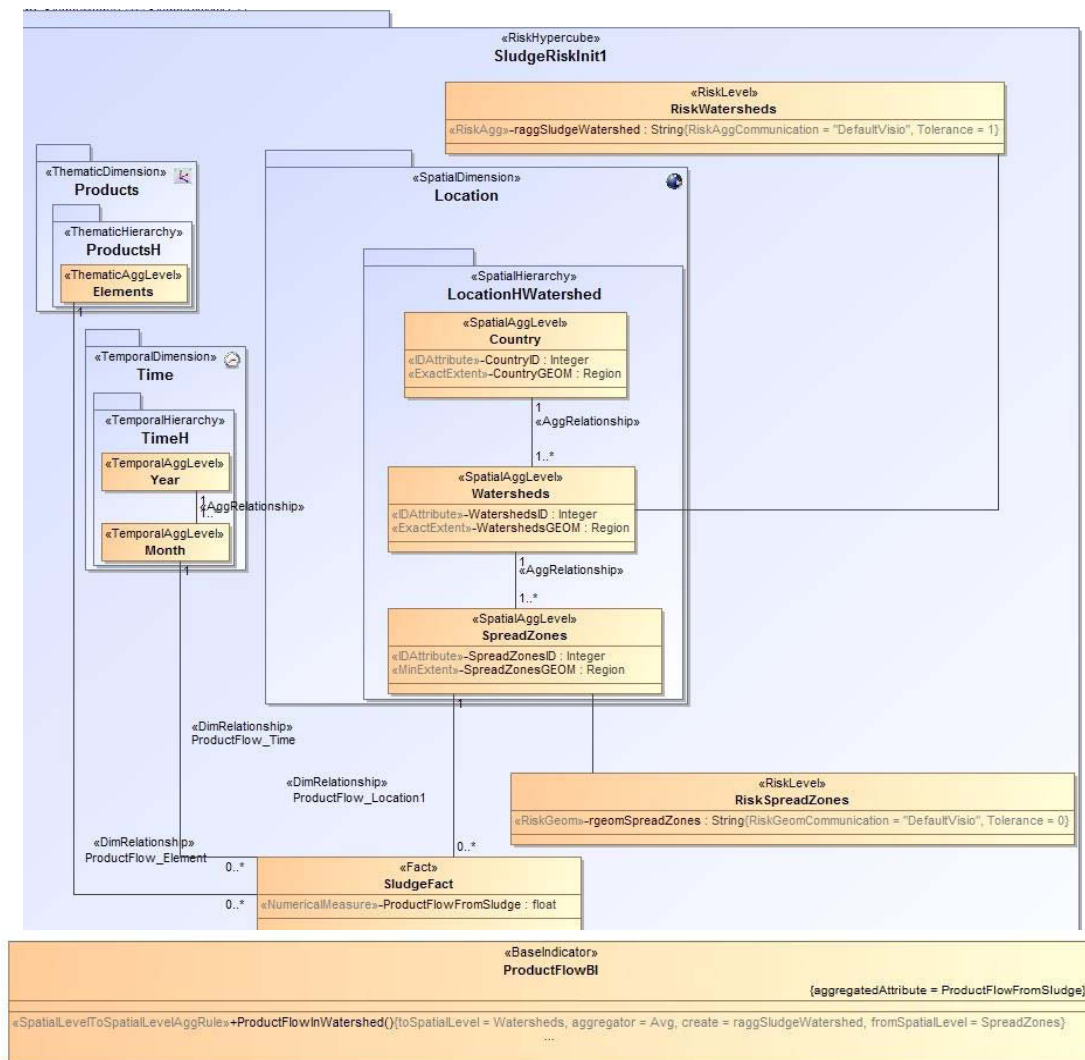 «RiskHypercube»
SludgeRiskInit1
«RiskLevel»
RiskWatersheds
«RiskAgg»-raggSludgeWatershed : String{RiskAggCommunication = "DefaultVisio", Tolerance = 1}
«ThematicDimension»
Products
«ThematicHierarchy»
ProductsH
«ThematicAggLevel»
Elements
1
«SpatialDimension»
Location
«SpatialHierarchy»
LocationHWatershed
«SpatialAggLevel»
Country
«IDAttribute»-CountryID : Integer
«ExactExtent»-CountryGEOM : Region
1
«AggRelationship»
1..*
«TemporalDimension»
Time
«TemporalHierarchy»
TimeH
«TemporalAggLevel»
Year
1
«AggRelationship»
1..*
«TemporalAggLevel»
Month
1
«SpatialAggLevel»
Watersheds
«IDAttribute»-WatershedsID : Integer
«ExactExtent»-WatershedsGEOM : Region
1
«AggRelationship»
1..*
«SpatialAggLevel»
SpreadZones
«IDAttribute»-SpreadZonesID : Integer
«MinExtent»-SpreadZonesGEOM : Region
1
«DimRelationship»
ProductFlow_Time
«DimRelationship»
ProductFlow_Location1
«RiskLevel»
RiskSpreadZones
«RiskGeom»-rgeomSpreadZones : String{RiskGeomCommunication = "DefaultVisio", Tolerance = 0}
«DimRelationship»
ProductFlow_Element
0..*
0..*
0..*
«Fact»
SludgeFact
«NumericalMeasure»-ProductFlowFromSludge : float
«BaseIndicator»
ProductFlowBI
{aggregatedAttribute = ProductFlowFromSludge}
«SpatialLevelToSpatialLevelAggRule»+ProductFlowInWatershed(){toSpatialLevel = Watersheds, aggregator = Avg, create = raggSludgeWatershed, fromSpatialLevel = SpreadZones}
...